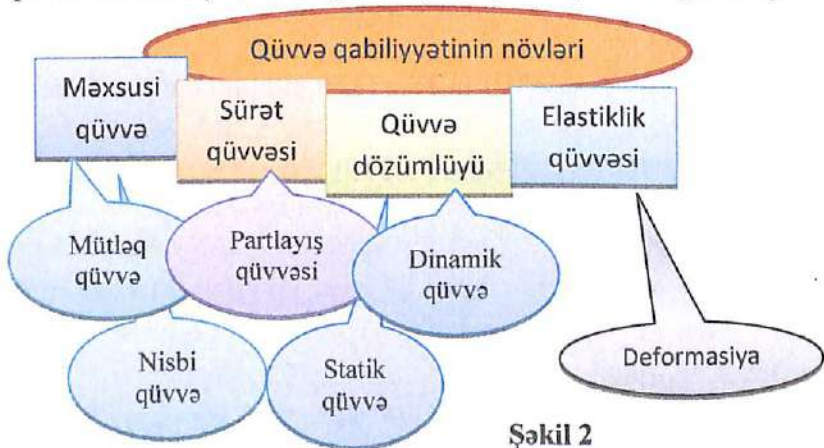 Qüvvə qabiliyyətinin növləri
Məxsusi
qüvvə
Sürət
qüvvəsi
Qüvvə
dözümlüyü
Elastiklik
qüvvəsi
Mütləq
qüvvə
Partlayış
qüvvəsi
Dinamik
qüvvə
Nisbi
qüvvə
Statik
qüvvə
Deformasiya
Şəkil 2